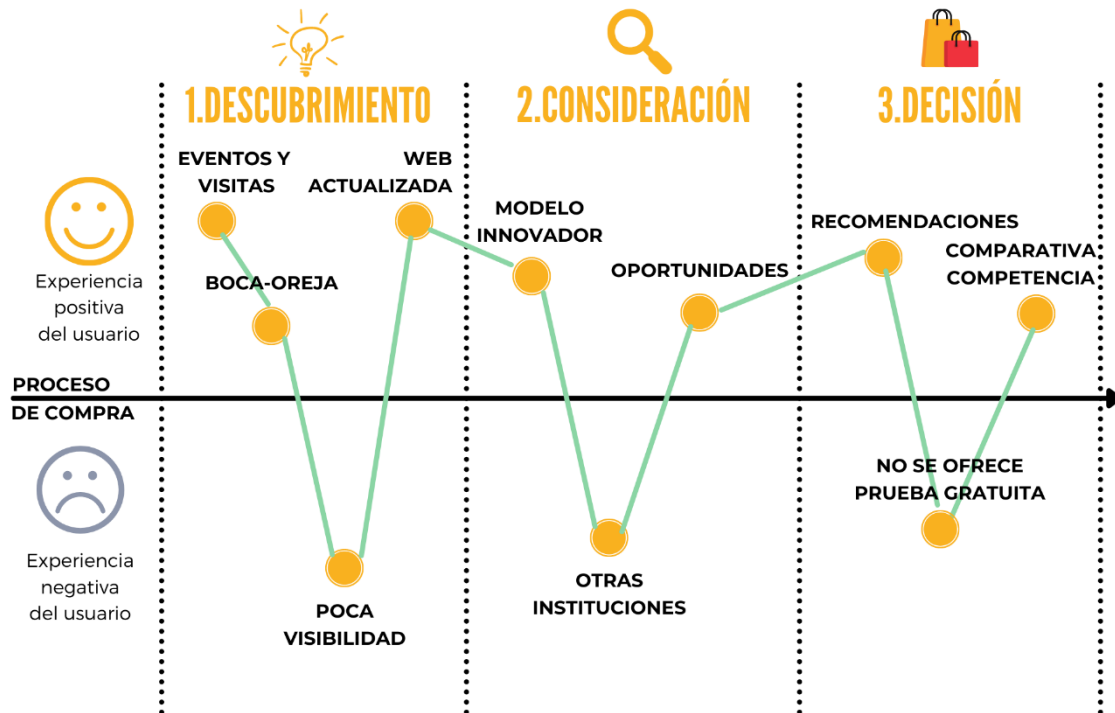 1.DESCUBRIMIENTO
2.CONSIDERACIÓN
3.DECISIÓN
EVENTOS Y
VISITAS
WEB
ACTUALIZADA
BOCA-OREJA
MODELO
INNOVADOR
OPORTUNIDADES
RECOMENDACIONES
COMPARATIVA
COMPETENCIA
Experiencia
positiva
del usuario
PROCESO
DE COMPRA
Experiencia
negativa
del usuario
POCA
VISIBILIDAD
OTRAS
INSTITUCIONES
NO SE OFRECE
PRUEBA GRATUITA